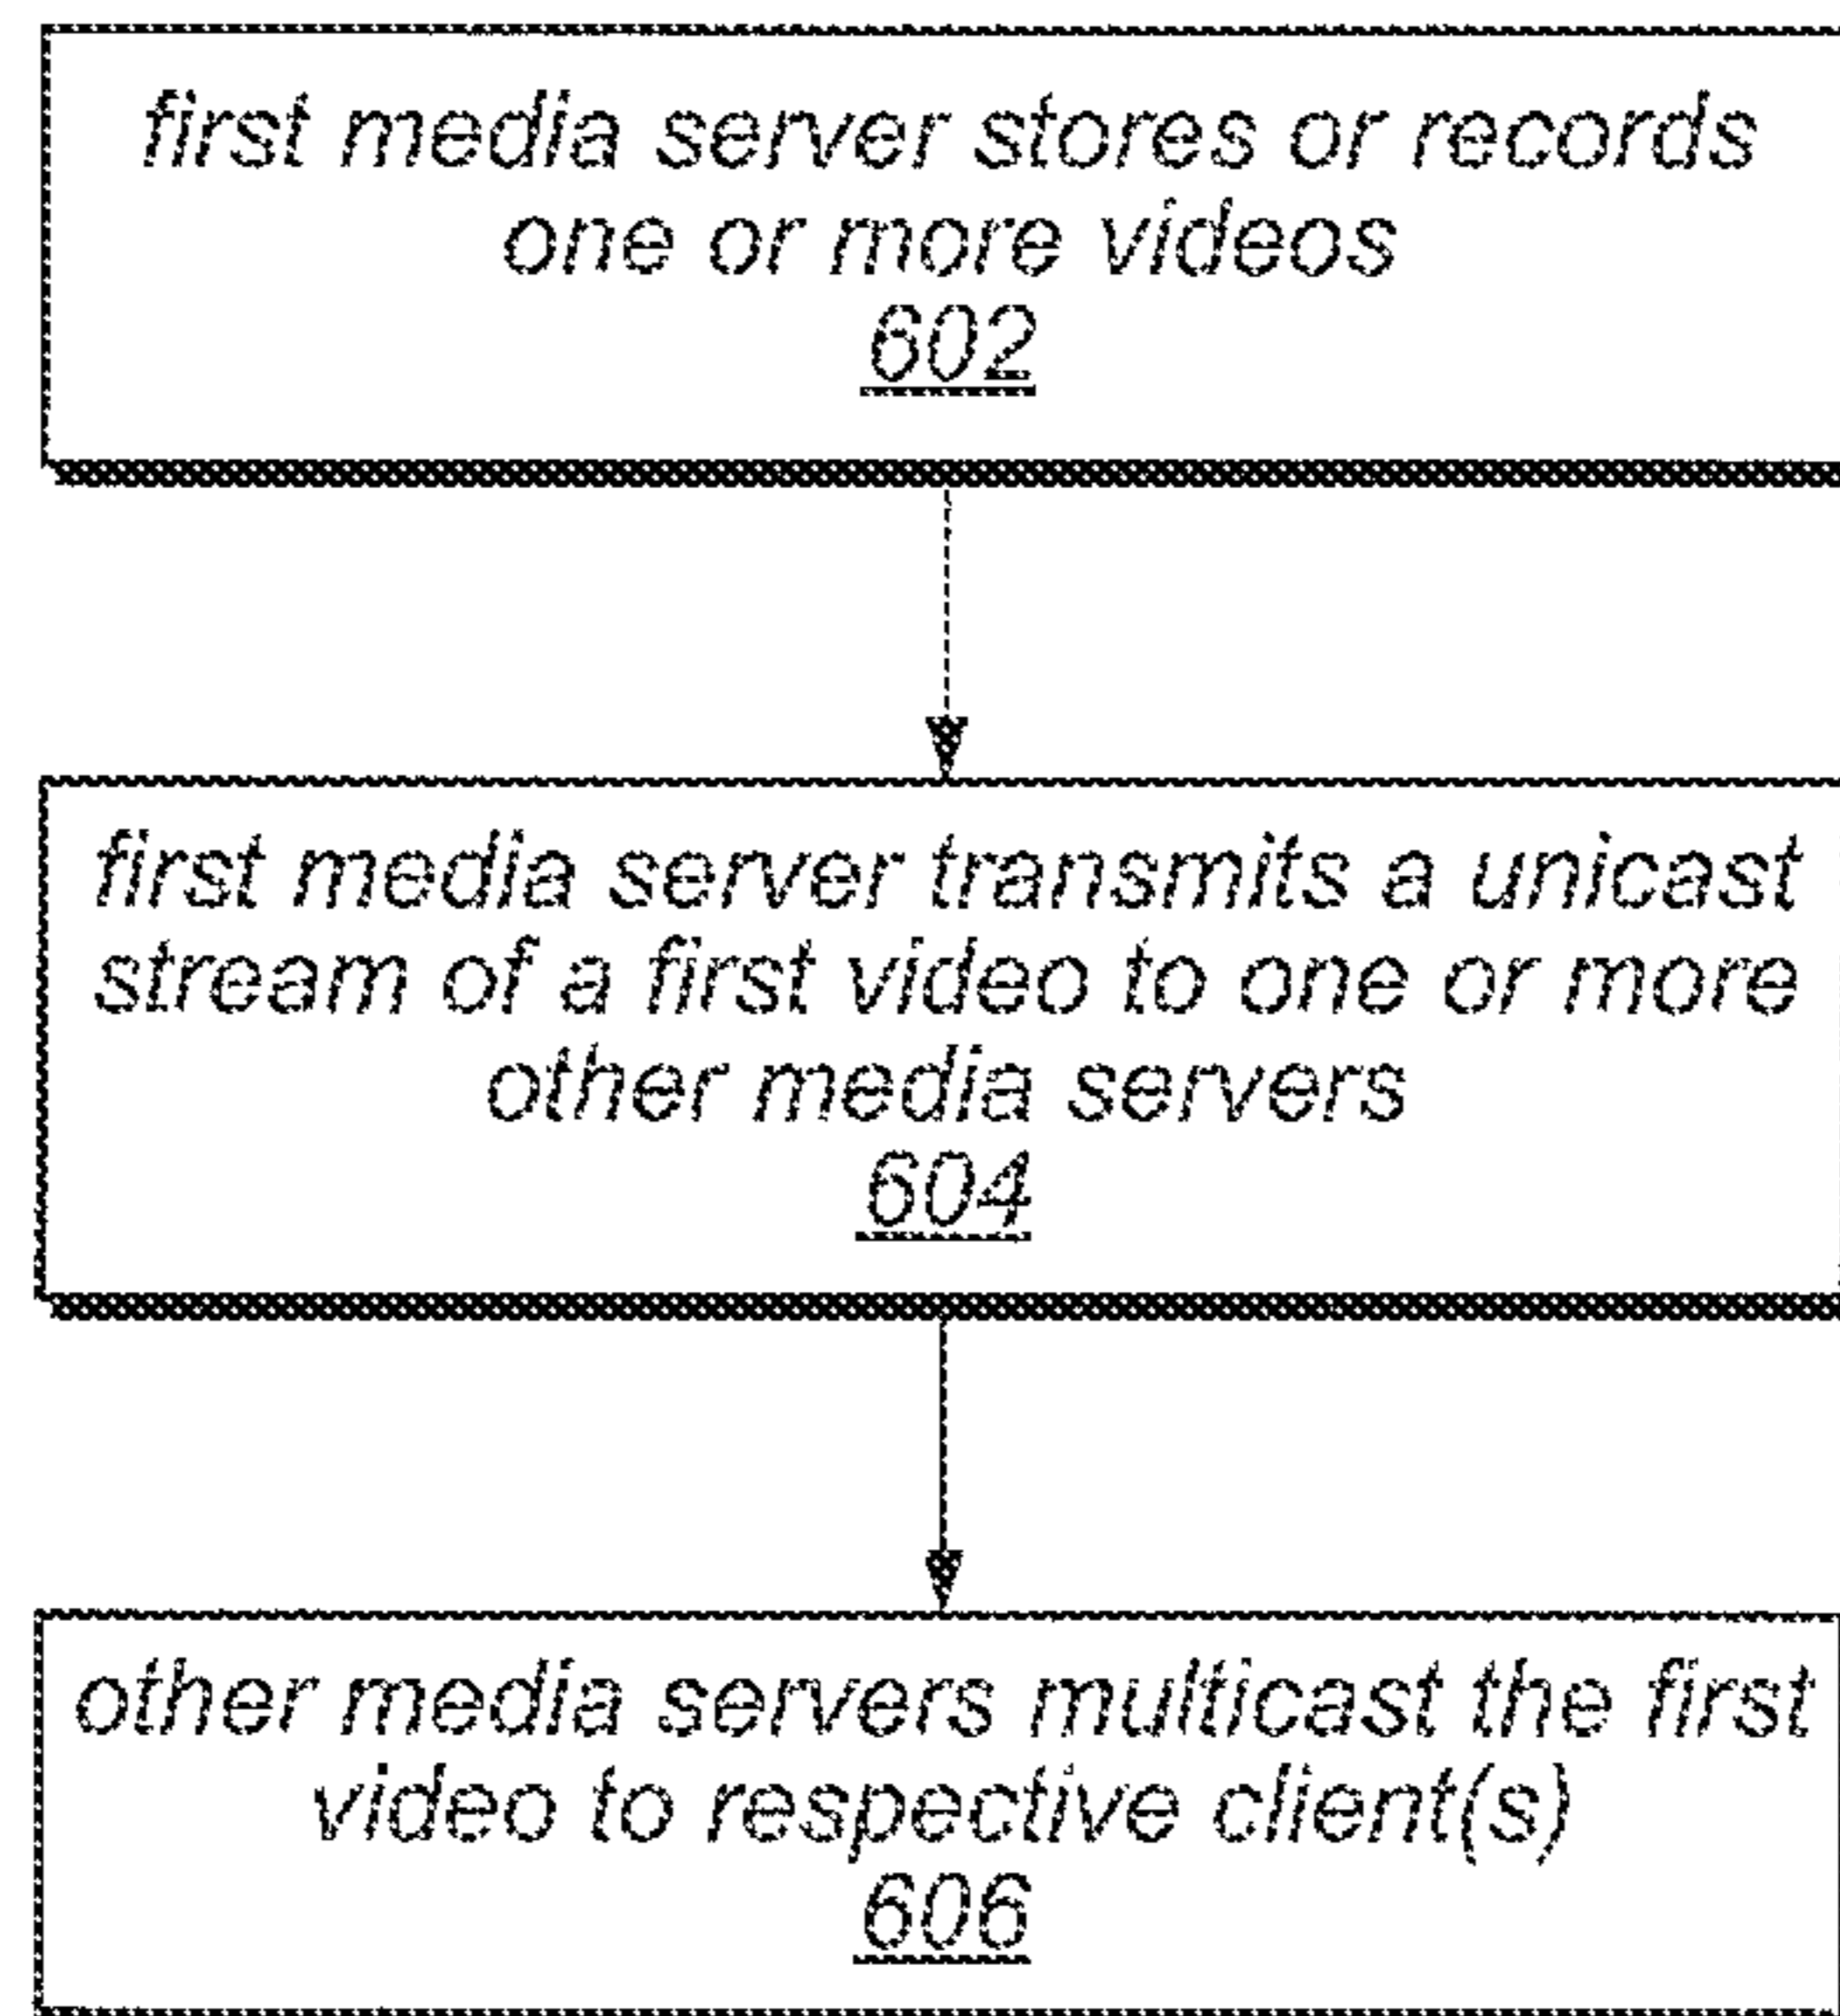 first media server stores or records
one or more videos
602
first media server transmits a unicast
stream of a first video to one or more
other media servers
604
other media servers multicast the first
video to respective client(s)
606